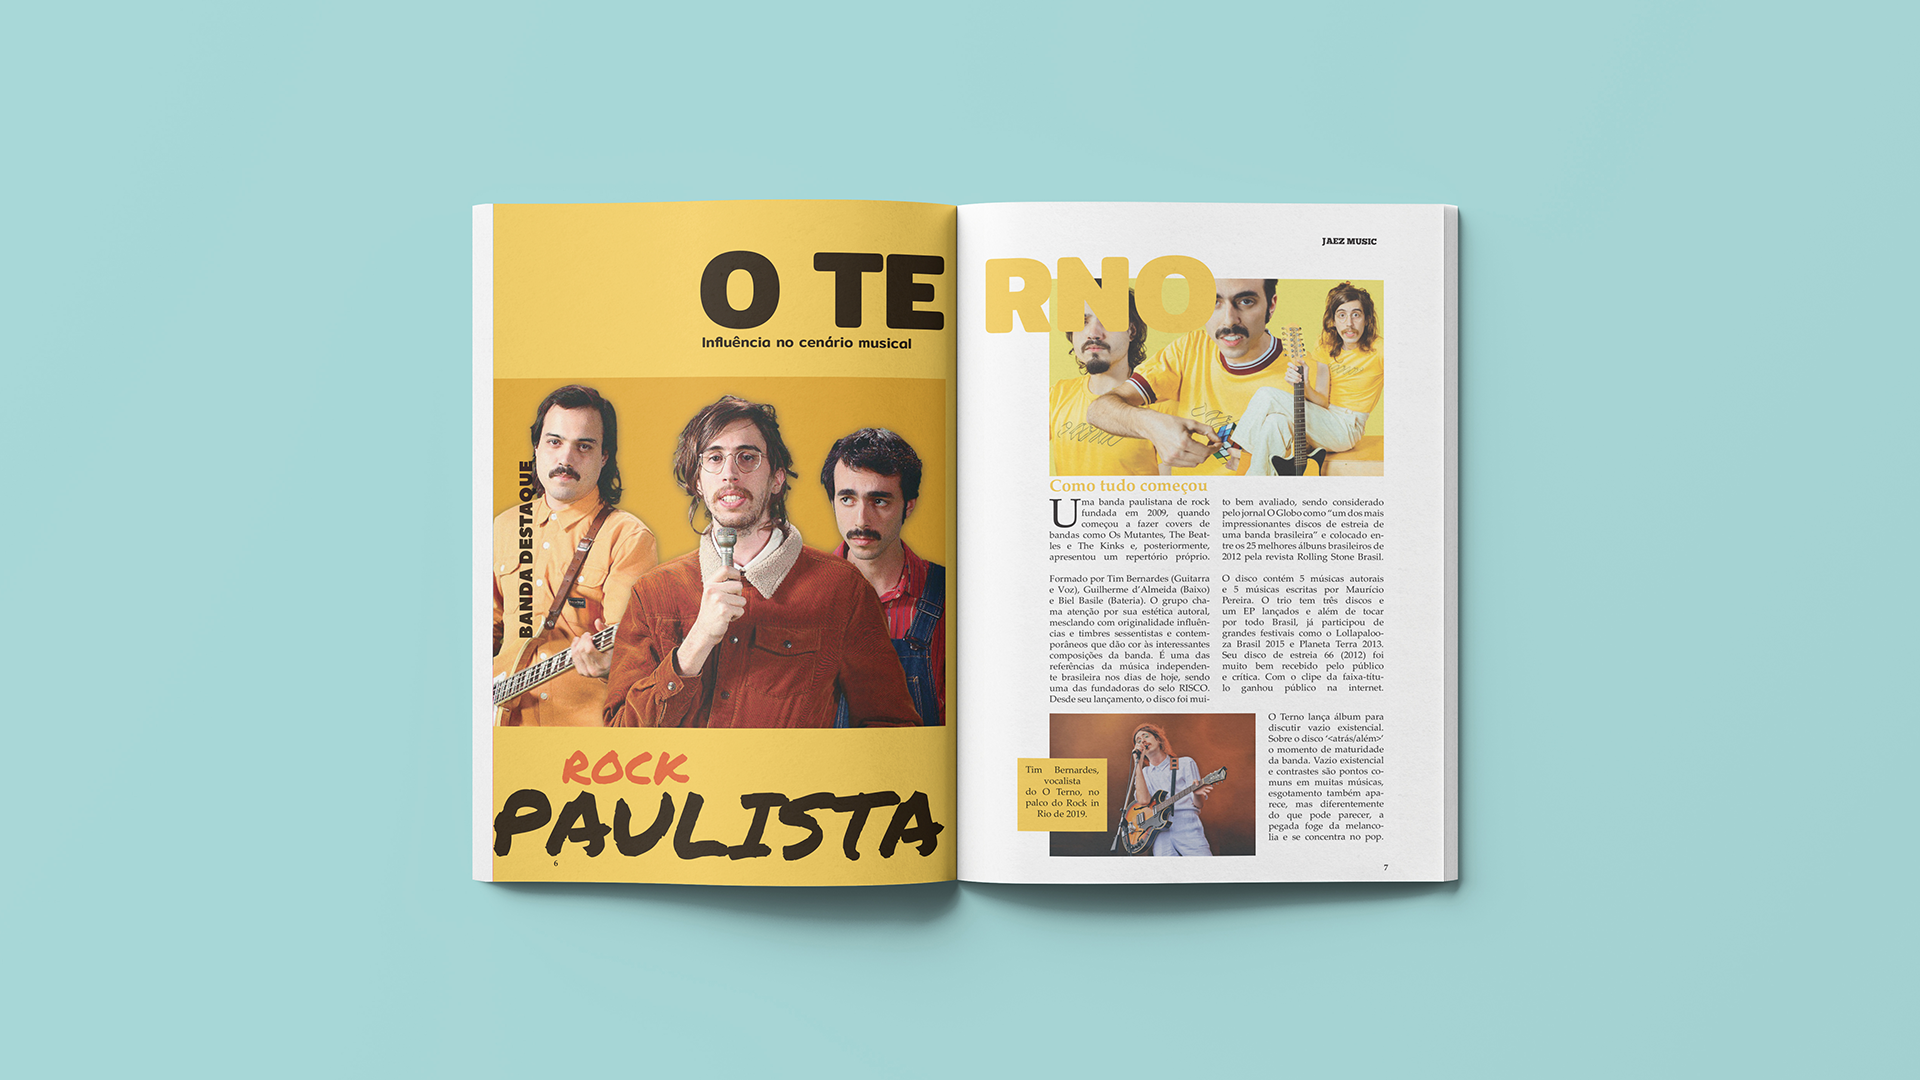 O TE
Influência no cenário musical
BANDA DESTAQUE
ROCK
PAULISTA
6
JAEZ MUSIC
RNO
Como tudo começou
Uma banda paulistana de rock
fundada em 2009, quando
começou a fazer covers de
bandas como Os Mutantes, The Beat-
les e The Kinks e, posteriormente,
apresentou um repertório próprio.
Formado por Tim Bernardes (Guitarra
e Voz), Guilherme d’Almeida (Baixo)
e Biel Basile (Bateria). O grupo cha-
ma atenção por sua estética autoral,
mesclando com originalidade influên-
cias e timbres sessentistas e contem-
porâneos que dão cor às interessantes
composições da banda. É uma das
referências da música independen-
te brasileira nos dias de hoje, sendo
uma das fundadoras do selo RISCO.
Desde seu lançamento, o disco foi mui-
to bem avaliado, sendo considerado
pelo jornal O Globo como “um dos mais
impressionantes discos de estreia de
uma banda brasileira” e colocado en-
tre os 25 melhores álbuns brasileiros de
2012 pela revista Rolling Stone Brasil.
O disco contém 5 músicas autorais
e 5 músicas escritas por Maurício
Pereira. O trio tem três discos e
um EP lançados e além de tocar
por todo Brasil, já participou de
grandes festivais como o Lollapaloo-
za Brasil 2015 e Planeta Terra 2013.
Seu disco de estreia 66 (2012) foi
muito bem recebido pelo público
e crítica. Com o clipe da faixa-títu-
lo ganhou público na internet.
Tim Bernardes,
vocalista
do O Terno, no
palco do Rock in
Rio de 2019.
O Terno lança álbum para
discutir vazio existencial.
Sobre o disco ‘<atrás/além>’
o momento de maturidade
da banda. Vazio existencial
e contrastes são pontos co-
muns em muitas músicas,
esgotamento também apa-
rece, mas diferentemente
do que pode parecer, a
pegada foge da melanco-
lia e se concentra no pop.
7